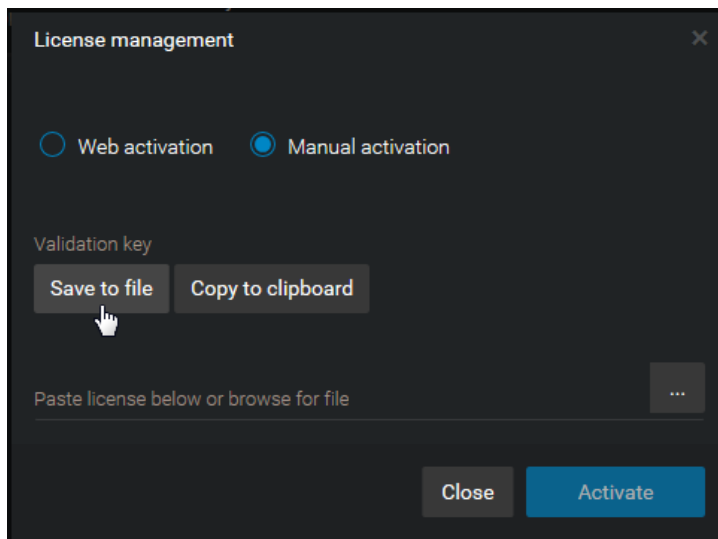 License management
Web activation Manual activation
Validation key
Save to file Copy to clipboard
Paste license below or browse for file ...
Close Activate